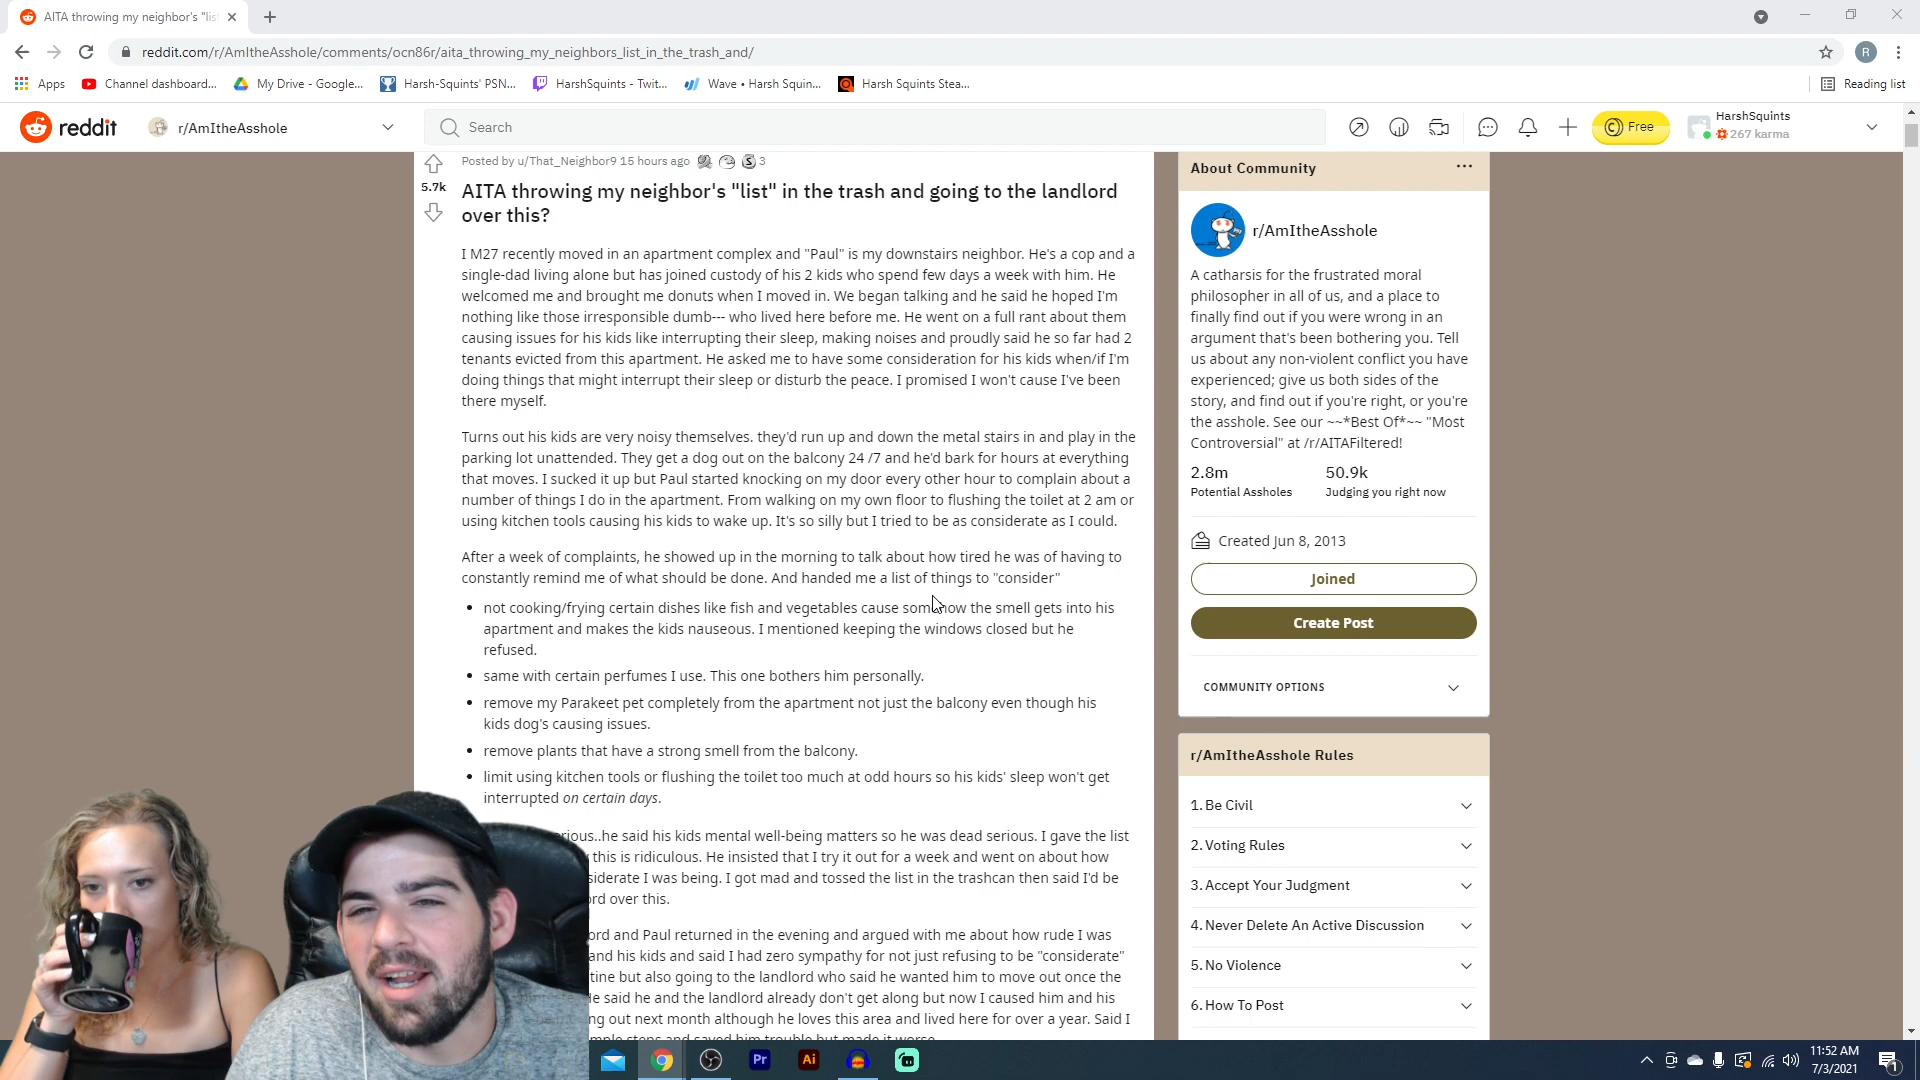 AITA throwing my neighbor's "list
reddit.com/r/AmItheAsshole/comments/ocn86r/aita_throwing_my_neighbors_list_in_the_trash_and/
R
Apps
Channel dashboard...
My Drive - Google...
Harsh-Squints' PSN...
HarshSquints - Twit...
Wave • Harsh Squin...
Harsh Squints Stea...
Reading list
reddit
r/AmItheAsshole
Search
Free
HarshSquints
267 karma
Posted by u/That_Neighbor9 15 hours ago
3
5.7k
AITA throwing my neighbor's "list" in the trash and going to the landlord
over this?
I M27 recently moved in an apartment complex and "Paul" is my downstairs neighbor. He's a cop and a
single-dad living alone but has joined custody of his 2 kids who spend few days a week with him. He
welcomed me and brought me donuts when I moved in. We began talking and he said he hoped I'm
nothing like those irresponsible dumb--- who lived here before me. He went on a full rant about them
causing issues for his kids like interrupting their sleep, making noises and proudly said he so far had 2
tenants evicted from this apartment. He asked me to have some consideration for his kids when/if I'm
doing things that might interrupt their sleep or disturb the peace. I promised I won't cause I've been
there myself.
Turns out his kids are very noisy themselves. they'd run up and down the metal stairs in and play in the
parking lot unattended. They get a dog out on the balcony 24 /7 and he'd bark for hours at everything
that moves. I sucked it up but Paul started knocking on my door every other hour to complain about a
number of things I do in the apartment. From walking on my own floor to flushing the toilet at 2 am or
using kitchen tools causing his kids to wake up. It's so silly but I tried to be as considerate as I could.
After a week of complaints, he showed up in the morning to talk about how tired he was of having to
constantly remind me of what should be done. And handed me a list of things to "consider"
• not cooking/frying certain dishes like fish and vegetables cause somehow the smell gets into his
apartment and makes the kids nauseous. I mentioned keeping the windows closed but he
refused.
• same with certain perfumes I use. This one bothers him personally.
• remove my Parakeet pet completely from the apartment not just the balcony even though his
kids dog's causing issues.
• remove plants that have a strong smell from the balcony.
• limit using kitchen tools or flushing the toilet too much at odd hours so his kids' sleep won't get
interrupted on certain days.
rious..he said his kids mental well-being matters so he was dead serious. I gave the list
this is ridiculous. He insisted that I try it out for a week and went on about how
siderate I was being. I got mad and tossed the list in the trashcan then said I'd be
rd over this.
ord and Paul returned in the evening and argued with me about how rude I was
and his kids and said I had zero sympathy for not just refusing to be "considerate"
tine but also going to the landlord who said he wanted him to move out once the
le said he and the landlord already don't get along but now I caused him and his
ng out next month although he loves this area and lived here for over a year. Said I
mple steps and saved him trouble but made it worse
About Community
r/AmItheAsshole
A catharsis for the frustrated moral
philosopher in all of us, and a place to
finally find out if you were wrong in an
argument that's been bothering you. Tell
us about any non-violent conflict you have
experienced; give us both sides of the
story, and find out if you're right, or you're
the asshole. See our ~~*Best Of*~~ "Most
Controversial" at /r/AITAFiltered!
2.8m
50.9k
Potential Assholes
Judging you right now
Created Jun 8, 2013
Joined
Create Post
COMMUNITY OPTIONS
r/AmItheAsshole Rules
1. Be Civil
2. Voting Rules
3. Accept Your Judgment
4. Never Delete An Active Discussion
5. No Violence
6. How To Post
Pr
Ai
11:52 AM
7/3/2021
1